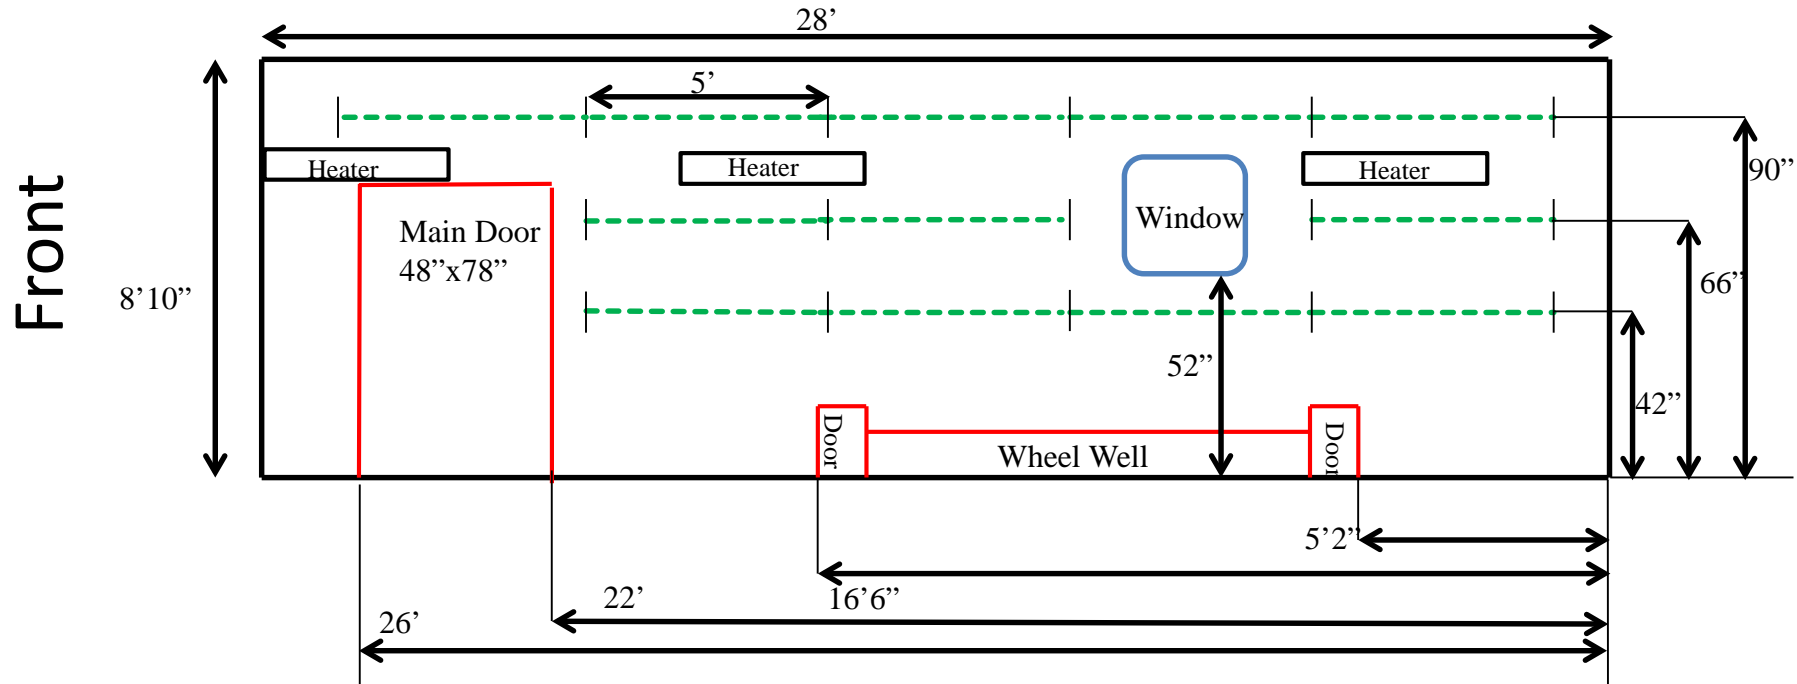 28’
5’
Heater
Heater
Heater
90”
Front
Main Door
48”x78”
Window
8’10”
66”
52”
42”
Door
Wheel Well
Door
5’2”
22’
16’6”
26’